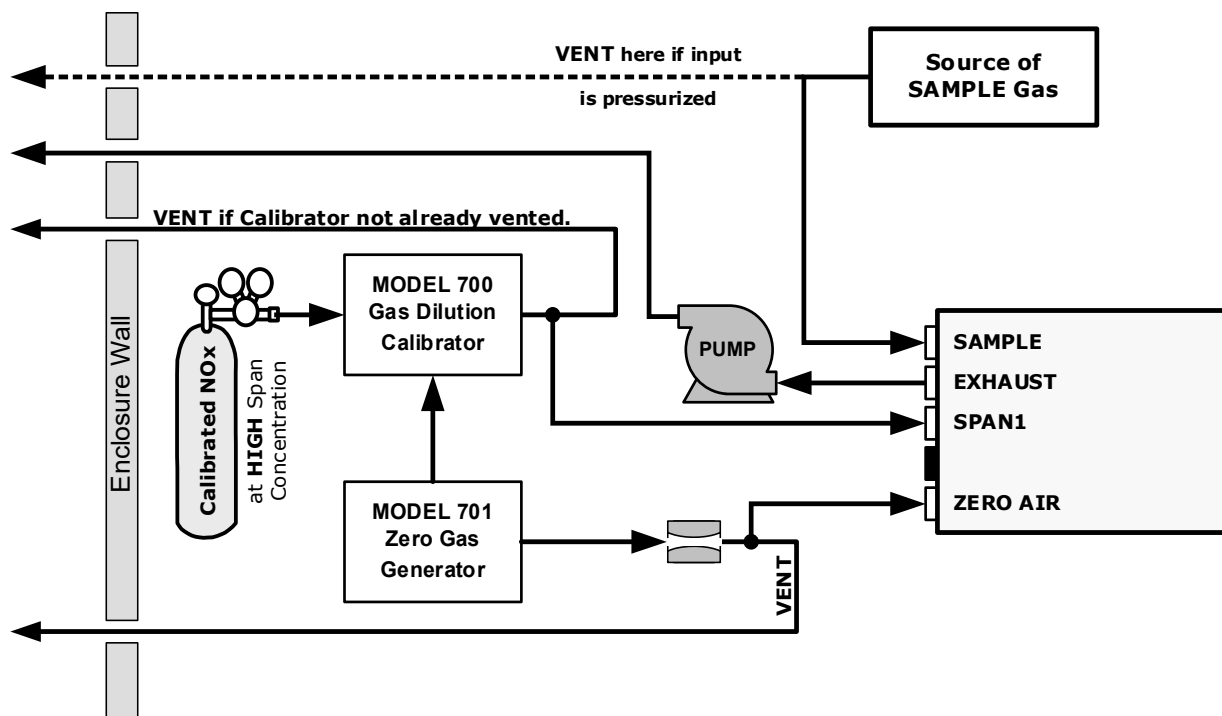 VENT here if input
is pressurized
Source of
SAMPLE Gas
VENT if Calibrator not already vented.
Enclosure Wall
Calibrated NOx
at HIGH Span
Concentration
MODEL 700
Gas Dilution
Calibrator
MODEL 701
Zero Gas
Generator
PUMP
VENT
SAMPLE
EXHAUST
SPAN1
ZERO AIR